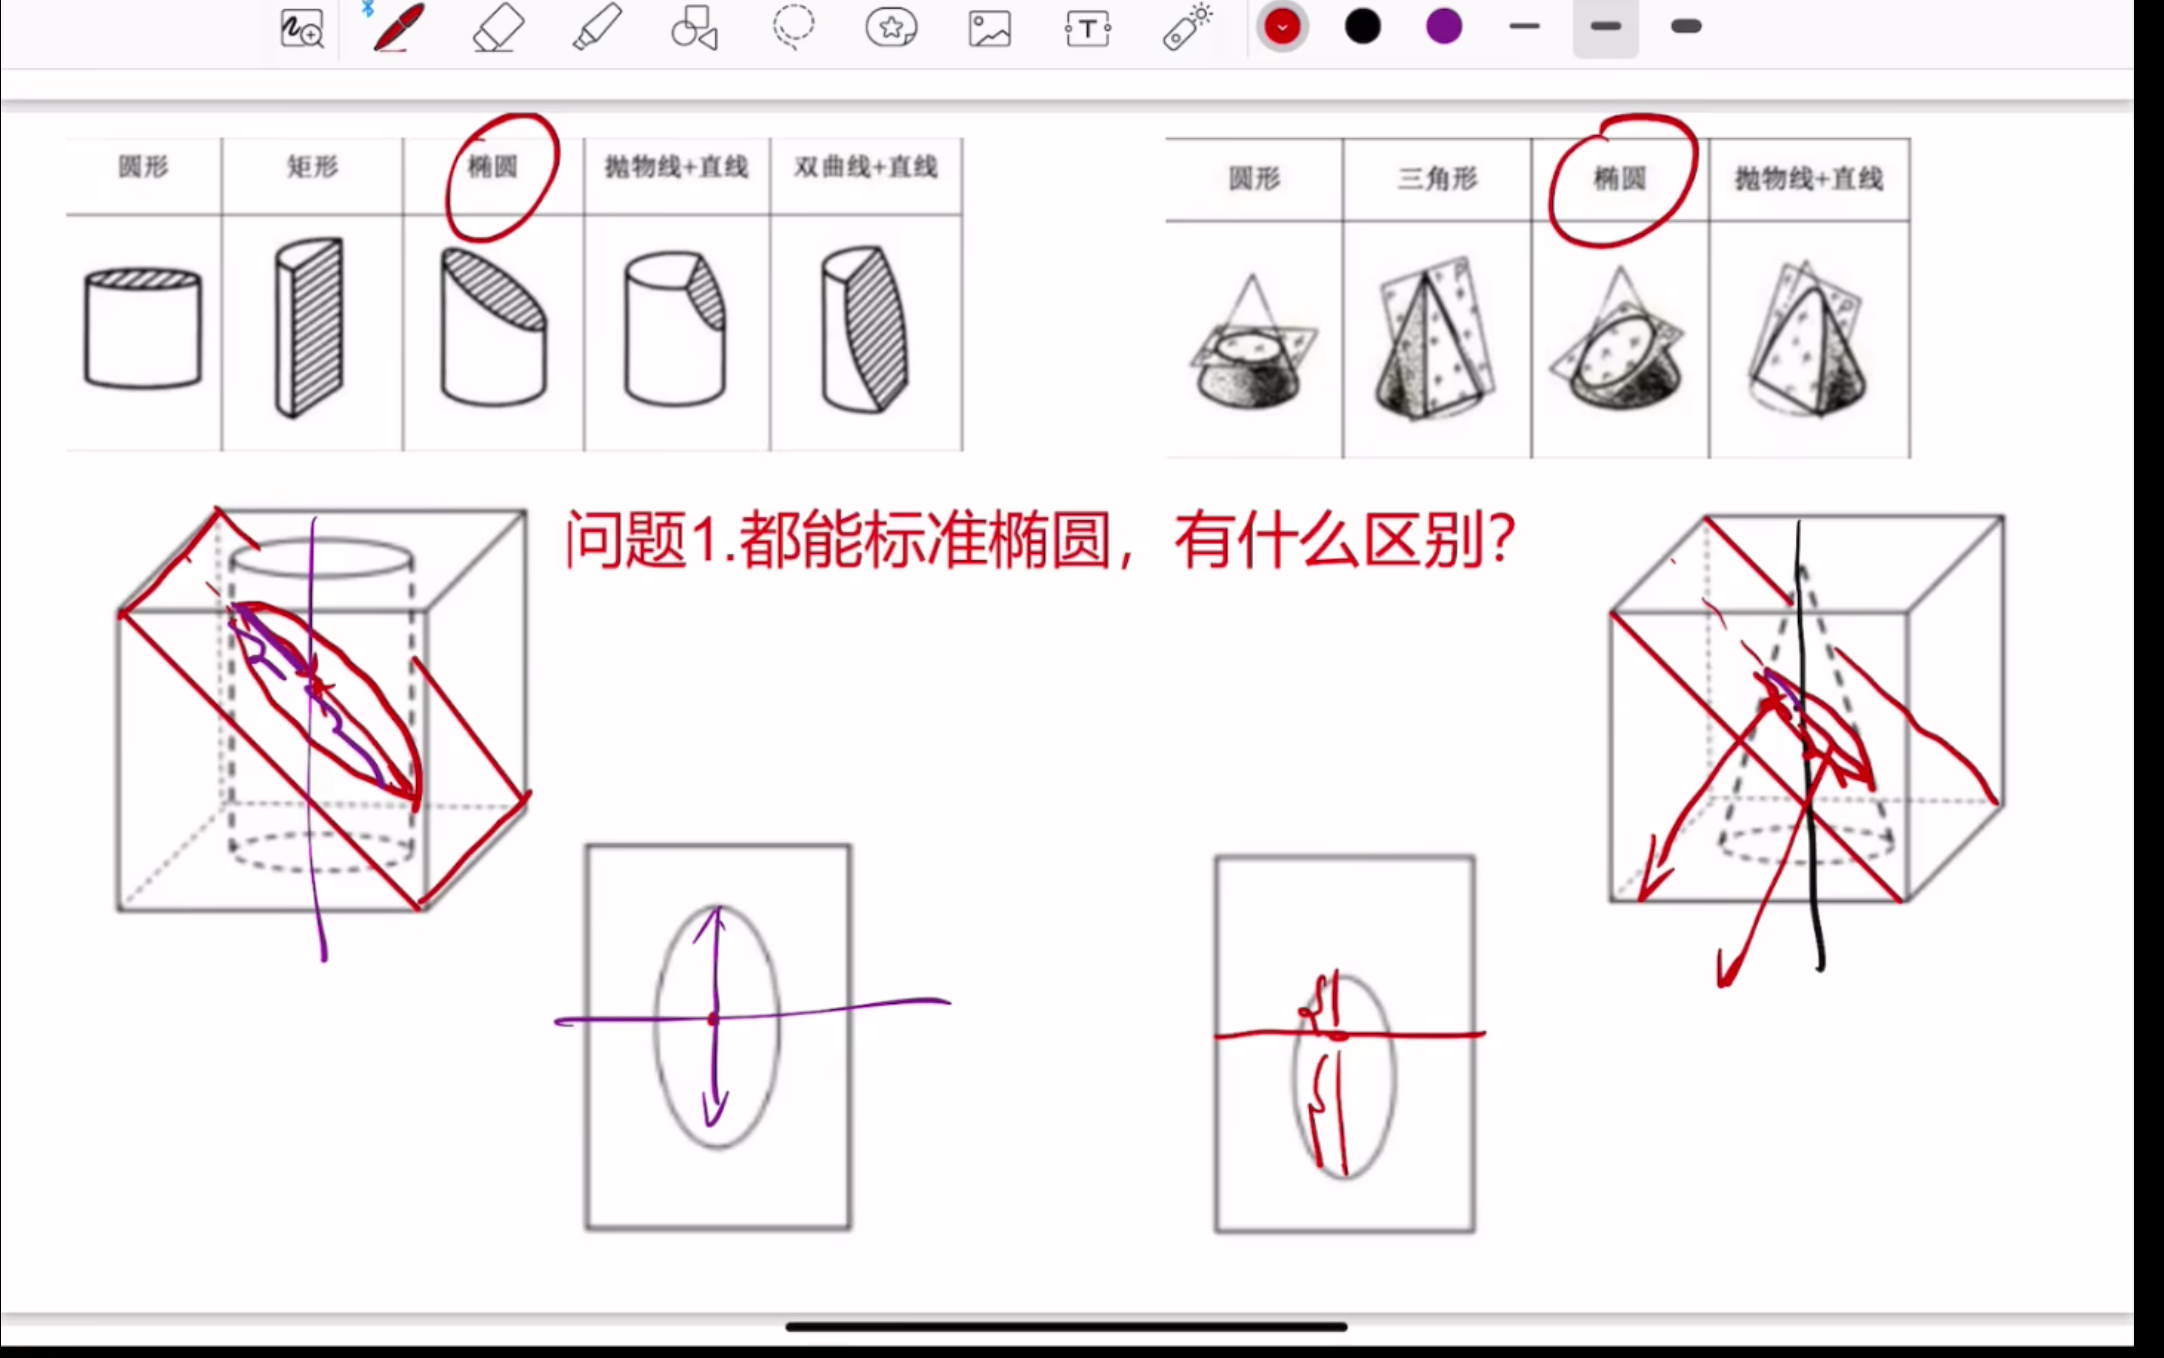 圆形 矩形 椭圆 抛物线+直线 双曲线+直线
圆形 三角形 椭圆 抛物线+直线
问题1.都能标准椭圆，有什么区别？